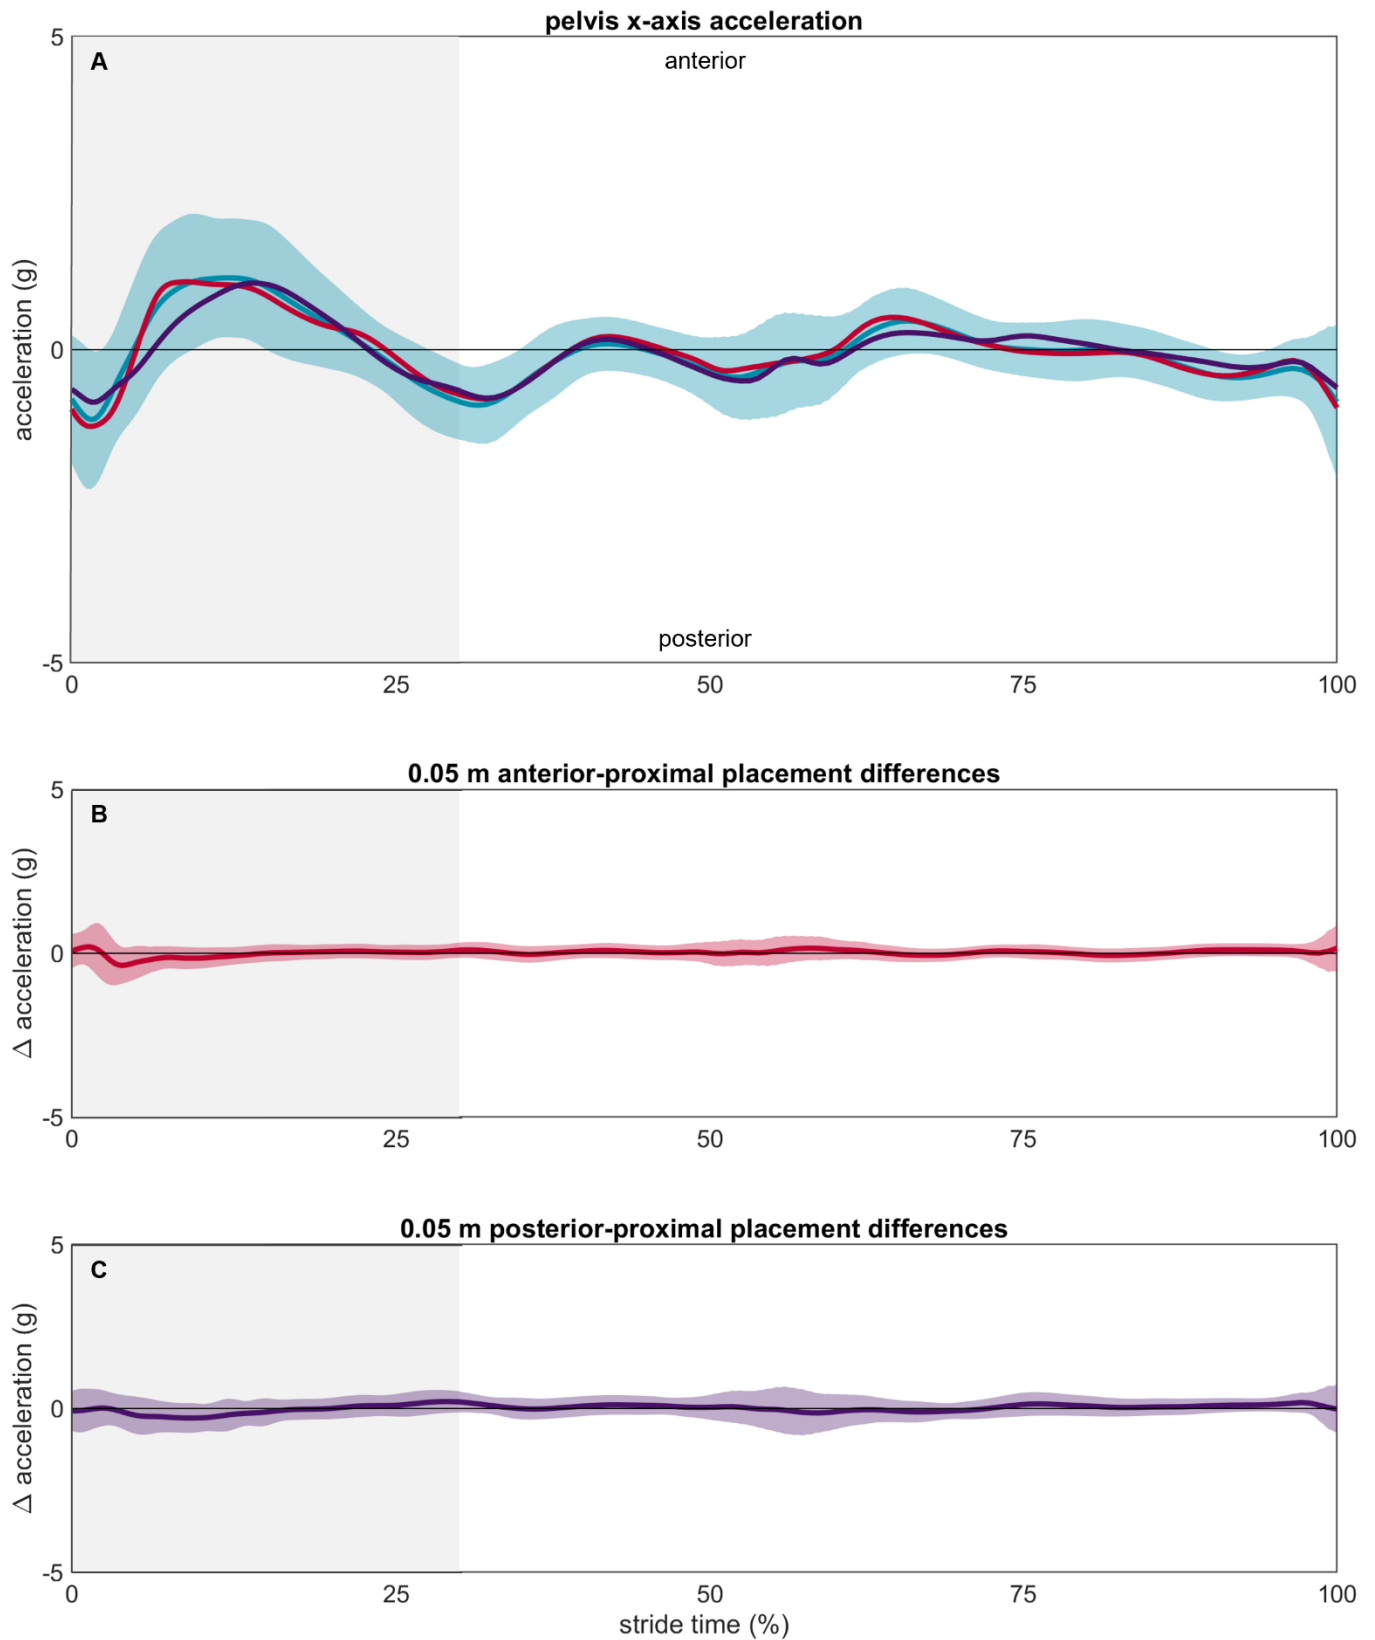 pelvis x-axis acceleration
5
A
anterior
acceleration (g)
0
posterior
-5
0 25 50 75 100
0.05 m anterior-proximal placement differences
5
B
Δ acceleration (g)
0
-5
0 25 50 75 100
0.05 m posterior-proximal placement differences
5
C
Δ acceleration (g)
0
-5
0 25 50 75 100
stride time (%)